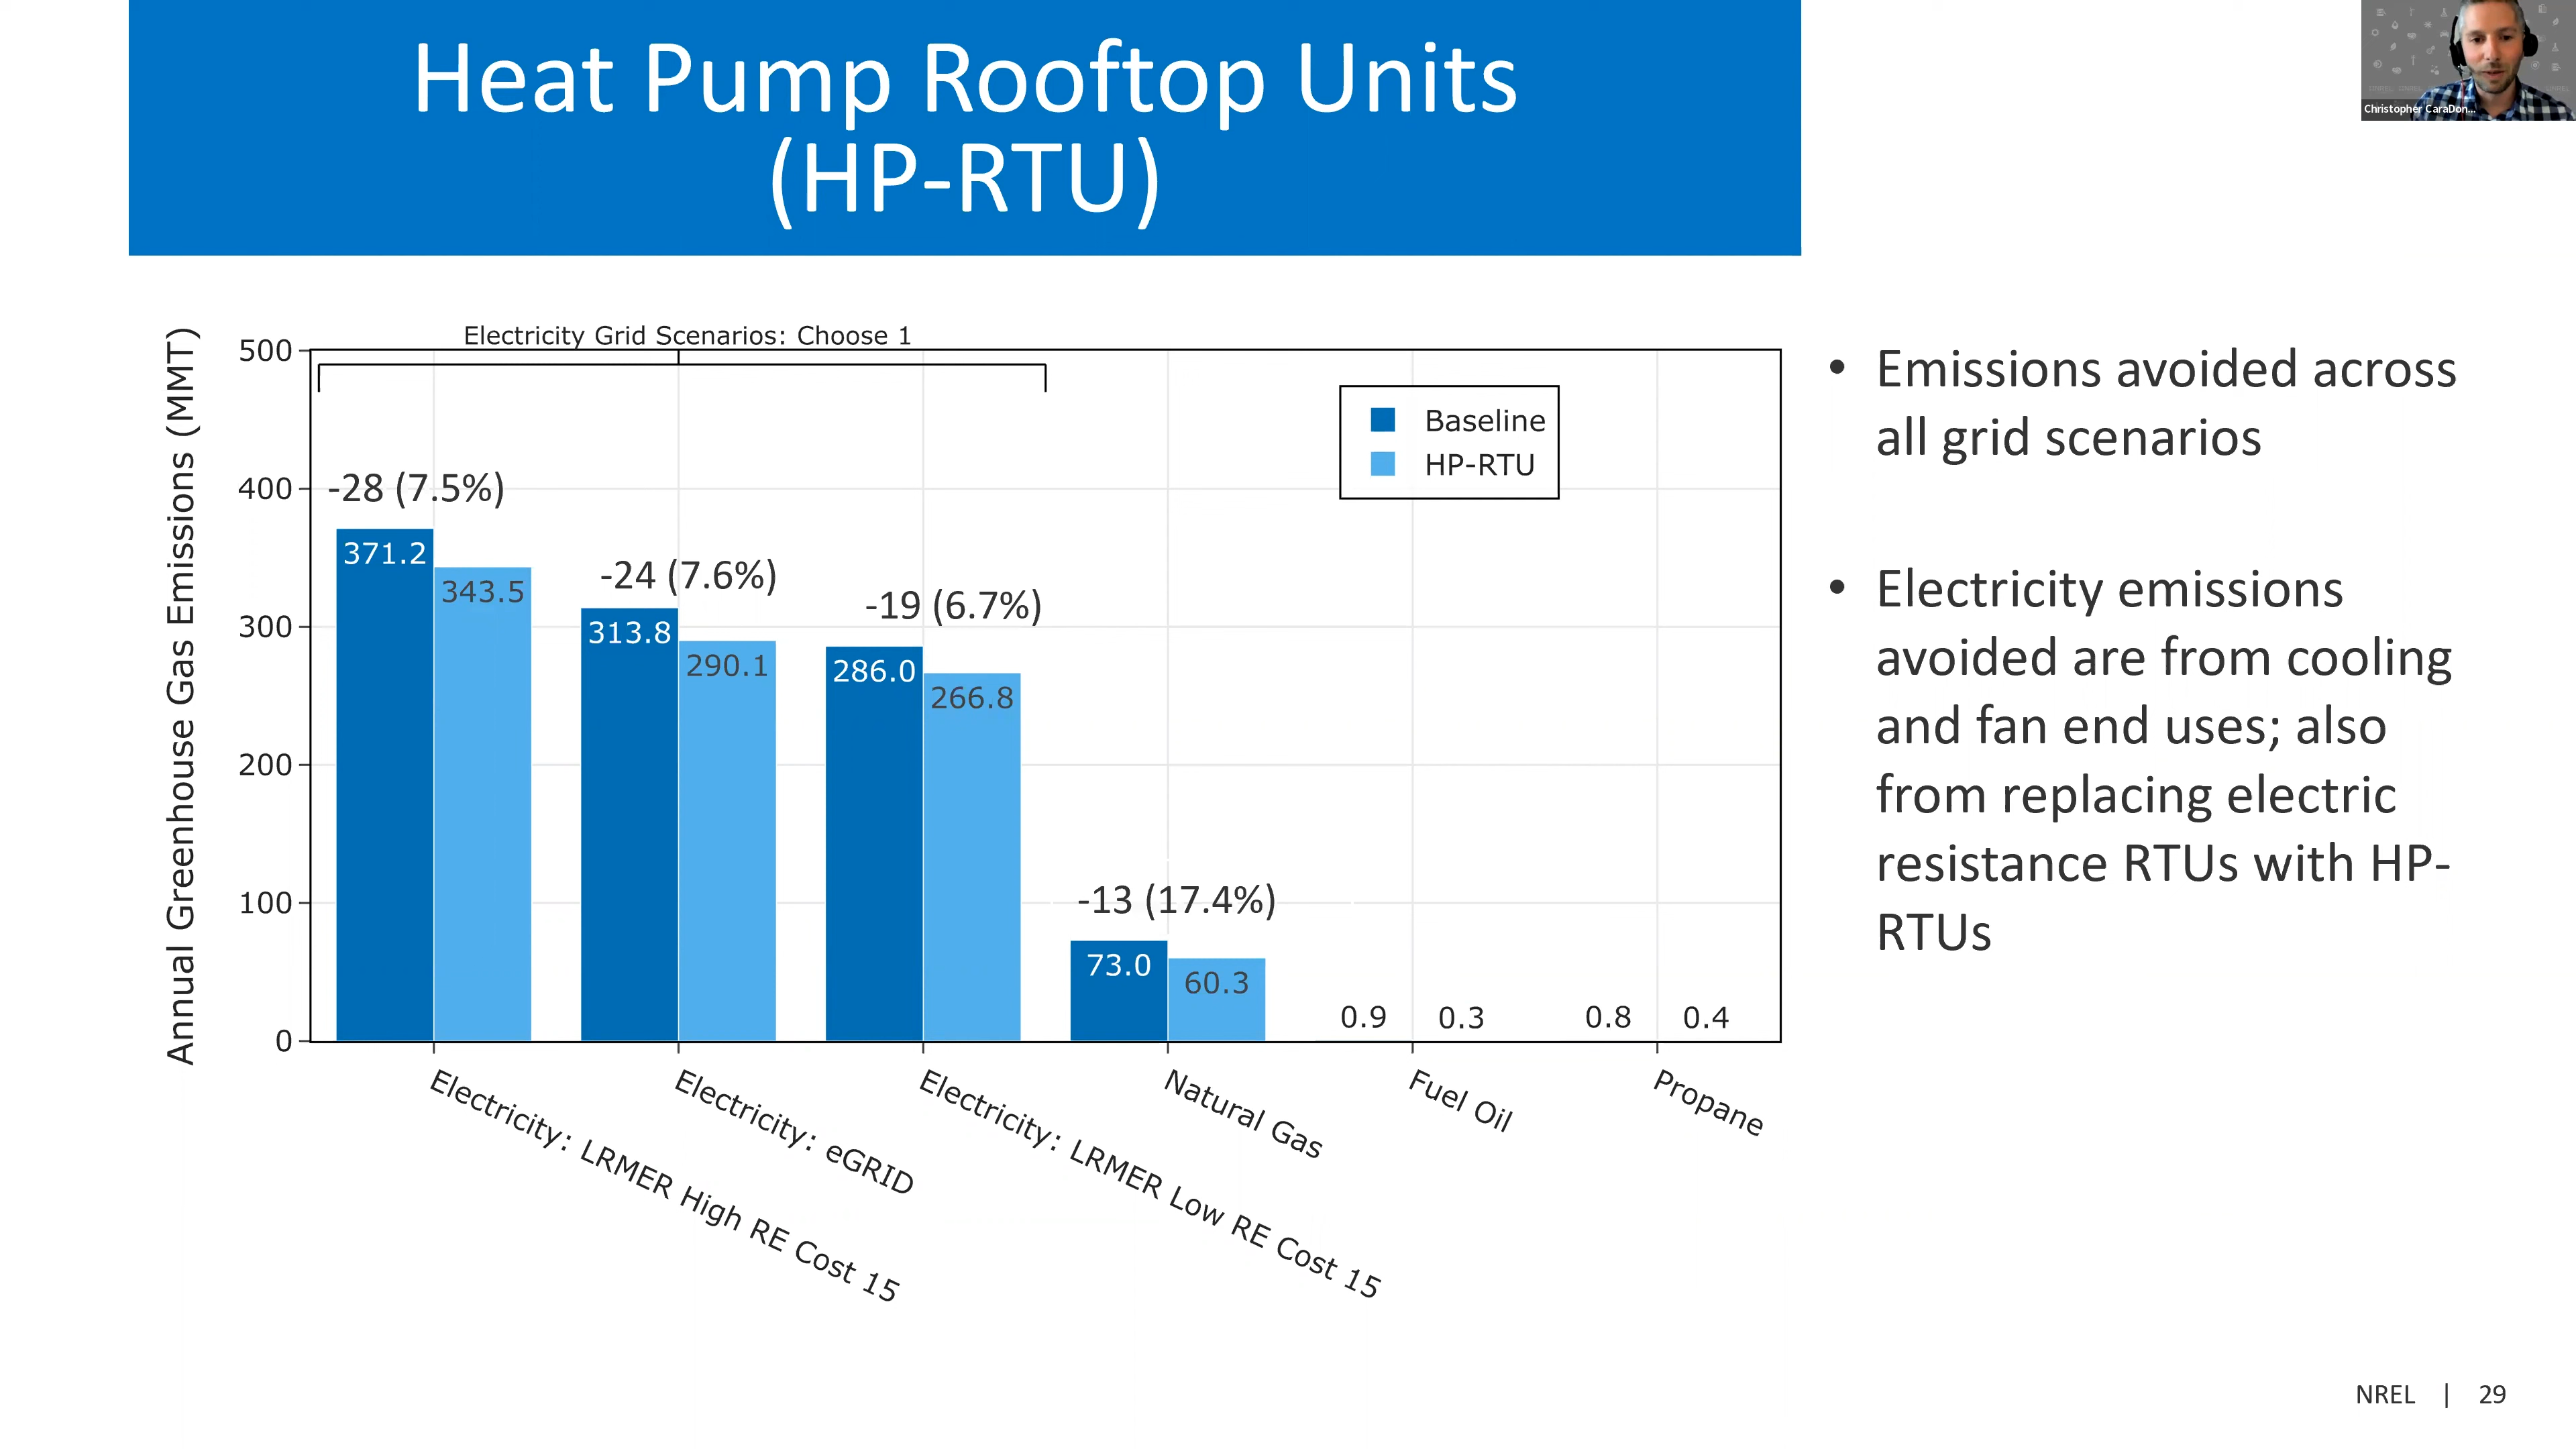 Heat Pump Rooftop Units
(HP-RTU)
Christopher CaraDon...
Electricity Grid Scenarios: Choose 1
Annual Greenhouse Gas Emissions (MMT)
500
400
300
200
100
0
Baseline
HP-RTU
-28 (7.5%)
371.2
343.5
-24 (7.6%)
313.8
290.1
-19 (6.7%)
286.0
266.8
-13 (17.4%)
73.0
60.3
0.9
0.3
0.8
0.4
Electricity: LRMER High RE Cost 15
Electricity: eGRID
Electricity: LRMER Low RE Cost 15
Natural Gas
Fuel Oil
Propane
• Emissions avoided across
all grid scenarios
• Electricity emissions
avoided are from cooling
and fan end uses; also
from replacing electric
resistance RTUs with HP-
RTUs
NREL | 29